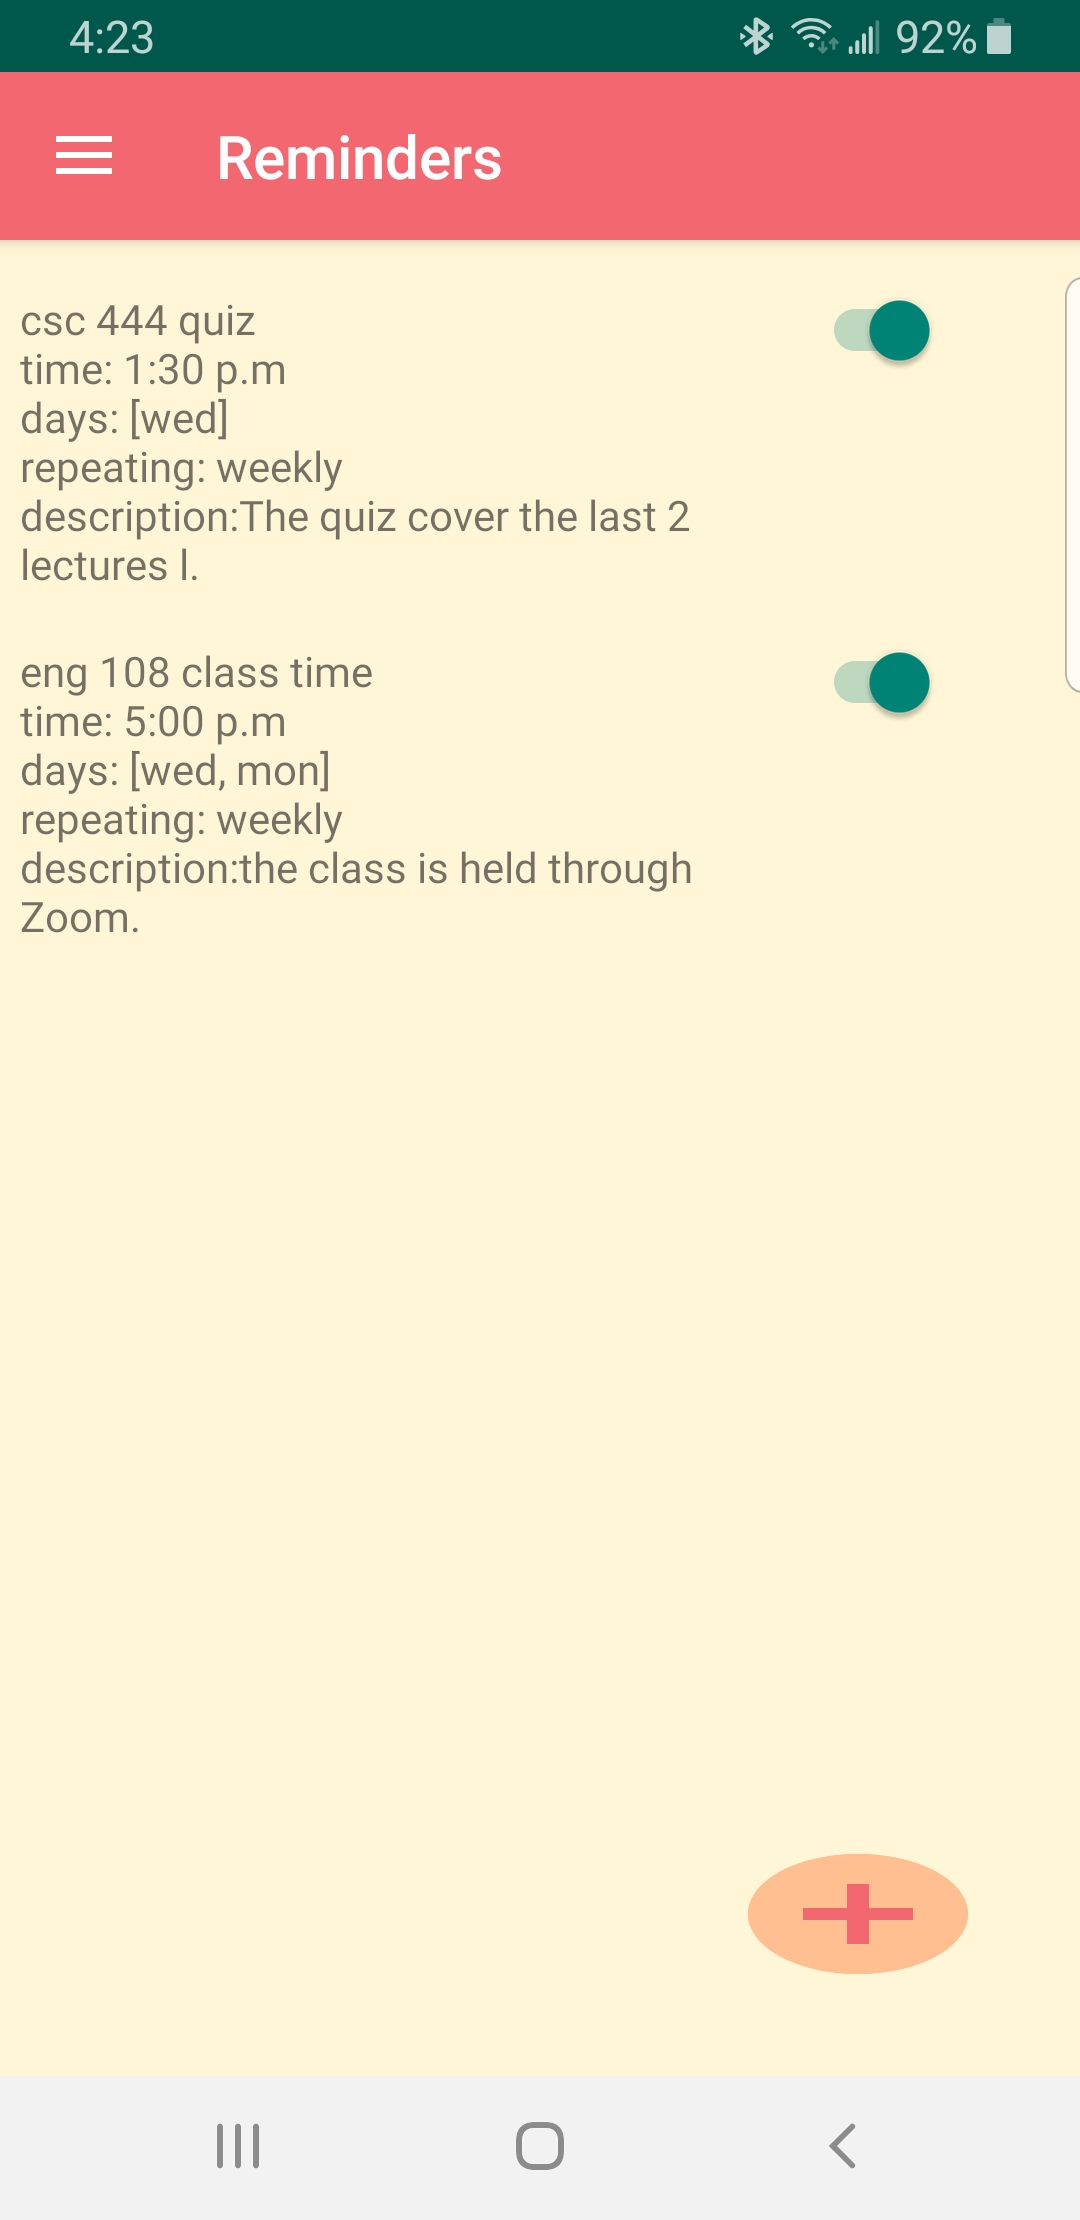 4:23
92%
Reminders
csc 444 quiz
time: 1:30 p.m
days: [wed]
repeating: weekly
description:The quiz cover the last 2
lectures l.
eng 108 class time
time: 5:00 p.m
days: [wed, mon]
repeating: weekly
description:the class is held through
Zoom.